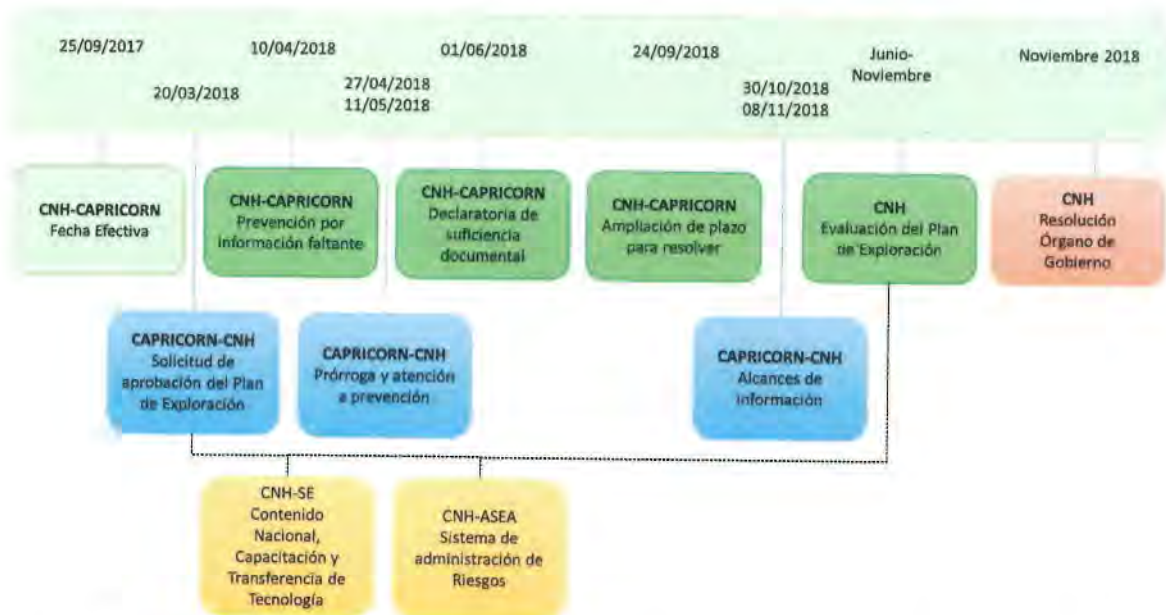 25/09/2017
10/04/2018
01/06/2018
24/09/2018
Junio-
Noviembre
Noviembre 2018
20/03/2018
27/04/2018
11/05/2018
30/10/2018
08/11/2018
CNH-CAPRICORN
Fecha Efectiva
CNH-CAPRICORN
Prevención por
información faltante
CNH-CAPRICORN
Declaratoria de
suficiencia
documental
CNH-CAPRICORN
Ampliación de plazo
para resolver
CNH
Evaluación del Plan
de Exploración
CNH
Resolución
Órgano de
Gobierno
CAPRICORN-CNH
Solicitud de
aprobación del Plan
de Exploración
CAPRICORN-CNH
Prórroga y atención
a prevención
CAPRICORN-CNH
Alcances de
información
CNH-SE
Contenido
Nacional,
Capacitación y
Transferencia de
Tecnología
CNH-ASEA
Sistema de
administración de
Riesgos